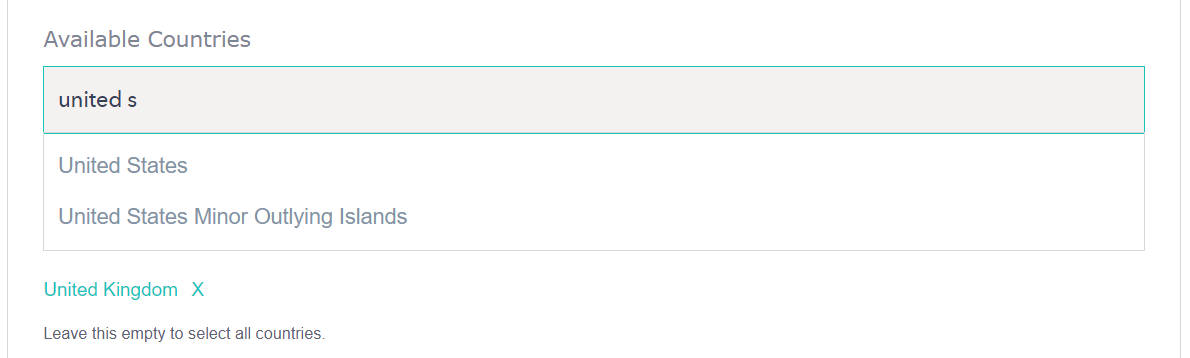 Available Countries
united s
United States
United States Minor Outlying Islands
United Kingdom X
Leave this empty to select all countries.